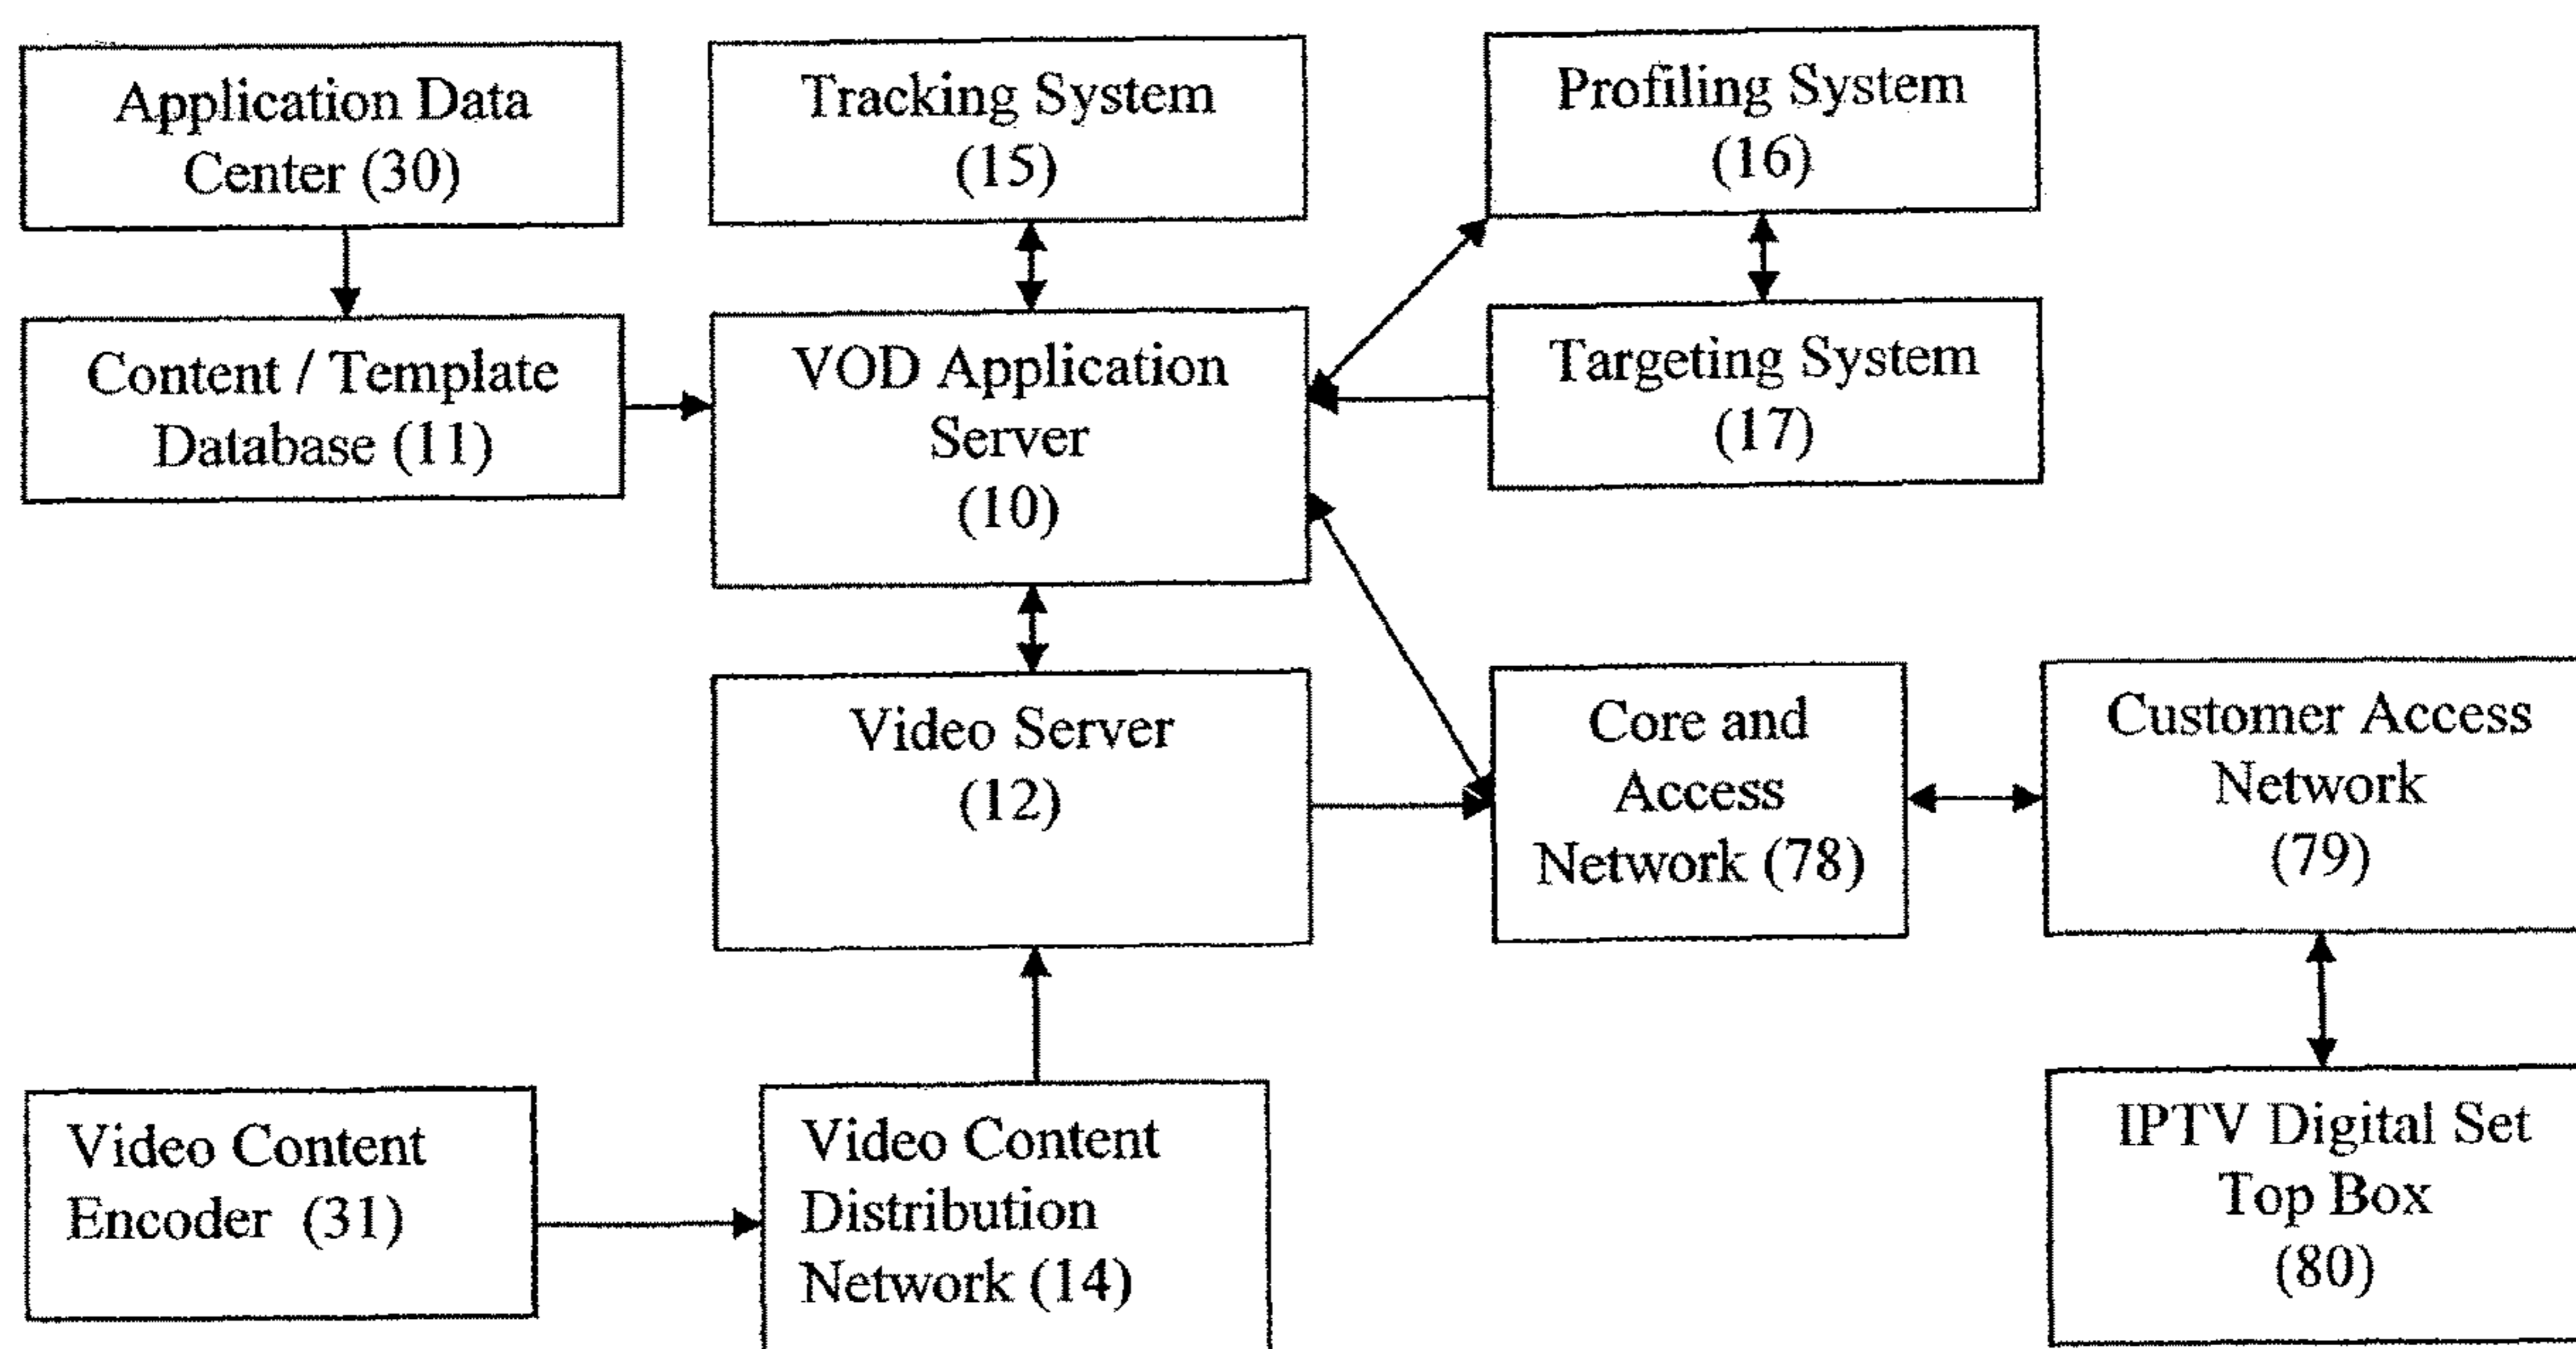 Application Data
Center (30)
Tracking System
(15)
Profiling System
(16)
Content / Template
Database (11)
VOD Application
Server
(10)
Targeting System
(17)
Video Server
(12)
Core and
Access
Network (78)
Customer Access
Network
(79)
Video Content
Encoder (31)
Video Content
Distribution
Network (14)
IPTV Digital Set
Top Box
(80)